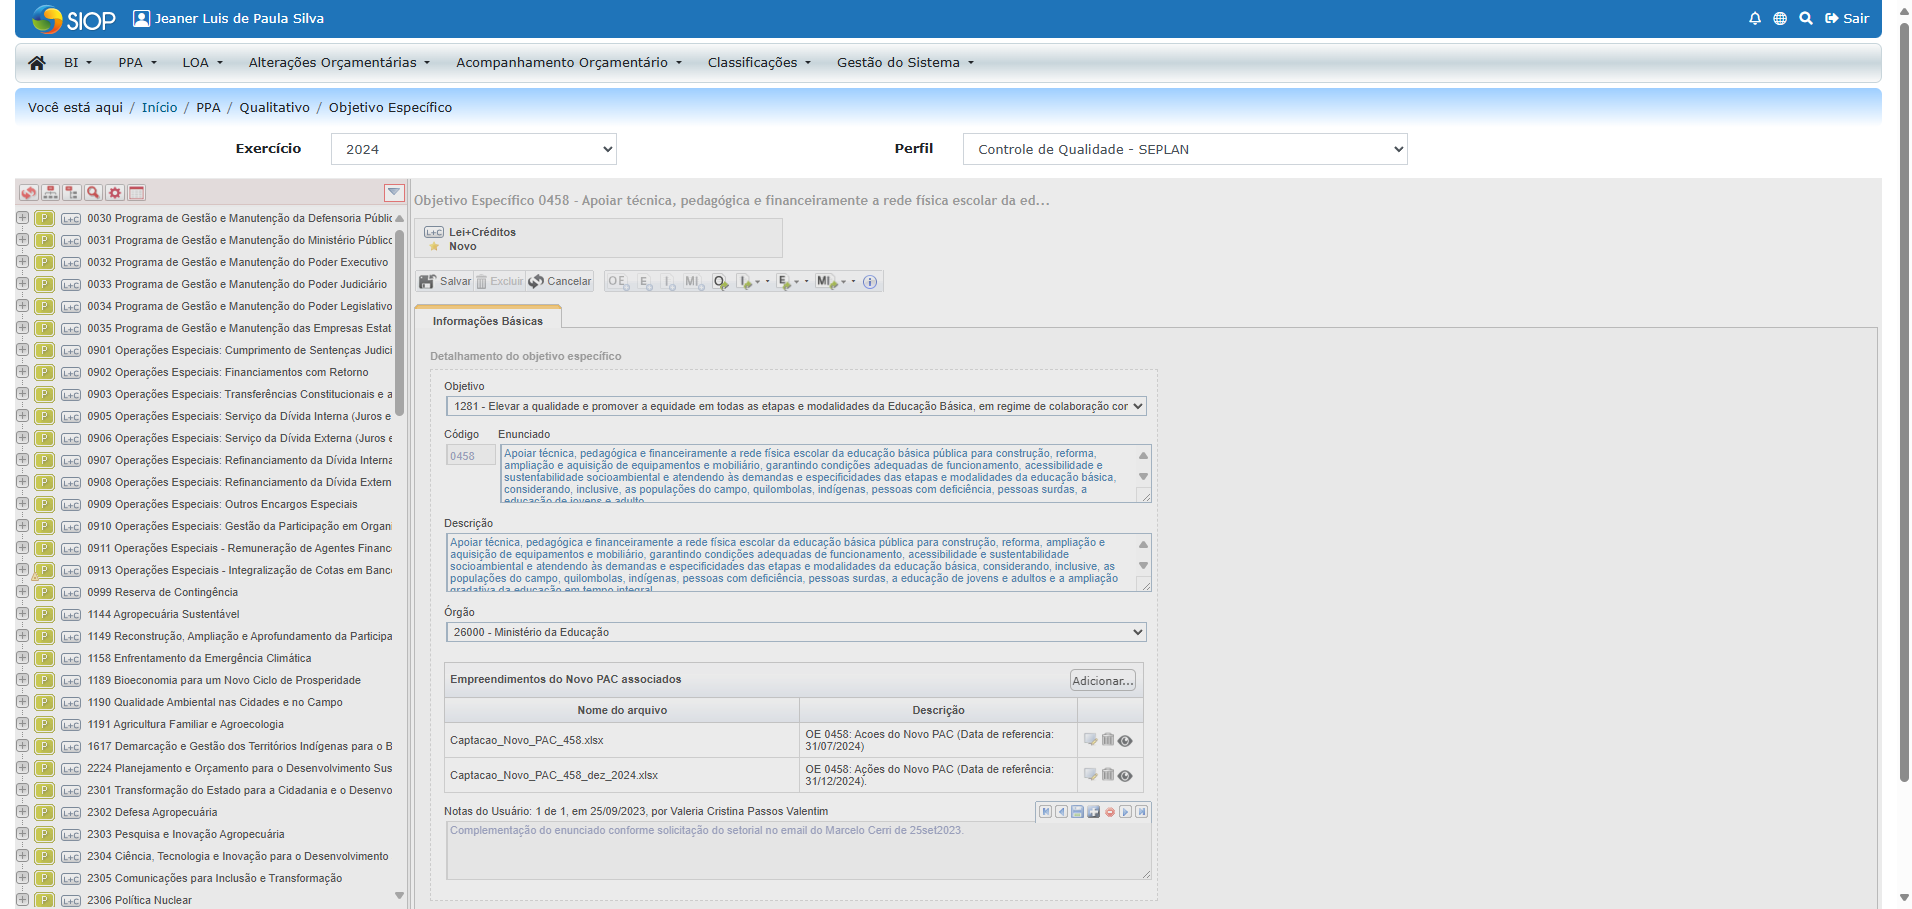 SIOP Jeaner Luis de Paula Silva Sair
BI PPA LOA Alterações Orçamentárias Acompanhamento Orçamentário Classificações Gestão do Sistema
Você está aqui / Início / PPA / Qualitativo / Objetivo Específico
Exercício 2024 Perfil Controle de Qualidade - SEPLAN
P L+C 0030 Programa de Gestão e Manutenção da Defensoria Públic
P L+C 0031 Programa de Gestão e Manutenção do Ministério Público
P L+C 0032 Programa de Gestão e Manutenção do Poder Executivo
P L+C 0033 Programa de Gestão e Manutenção do Poder Judiciário
P L+C 0034 Programa de Gestão e Manutenção do Poder Legislativo
P L+C 0035 Programa de Gestão e Manutenção das Empresas Estat
P L+C 0901 Operações Especiais: Cumprimento de Sentenças Judici
P L+C 0902 Operações Especiais: Financiamentos com Retorno
P L+C 0903 Operações Especiais: Transferências Constitucionais e a
P L+C 0905 Operações Especiais: Serviço da Dívida Interna (Juros e
P L+C 0906 Operações Especiais: Serviço da Dívida Externa (Juros e
P L+C 0907 Operações Especiais: Refinanciamento da Dívida Interna
P L+C 0908 Operações Especiais: Refinanciamento da Dívida Extern
P L+C 0909 Operações Especiais: Outros Encargos Especiais
P L+C 0910 Operações Especiais: Gestão da Participação em Organi
P L+C 0911 Operações Especiais - Remuneração de Agentes Financ
P L+C 0913 Operações Especiais - Integralização de Cotas em Banc
P L+C 0999 Reserva de Contingência
P L+C 1144 Agropecuária Sustentável
P L+C 1149 Reconstrução, Ampliação e Aprofundamento da Participa
P L+C 1158 Enfrentamento da Emergência Climática
P L+C 1189 Bioeconomia para um Novo Ciclo de Prosperidade
P L+C 1190 Qualidade Ambiental nas Cidades e no Campo
P L+C 1191 Agricultura Familiar e Agroecologia
P L+C 1617 Demarcação e Gestão dos Territórios Indígenas para o B
P L+C 2224 Planejamento e Orçamento para o Desenvolvimento Sus
P L+C 2301 Transformação do Estado para a Cidadania e o Desenvo
P L+C 2302 Defesa Agropecuária
P L+C 2303 Pesquisa e Inovação Agropecuária
P L+C 2304 Ciência, Tecnologia e Inovação para o Desenvolvimento
P L+C 2305 Comunicações para Inclusão e Transformação
P L+C 2306 Política Nuclear
Objetivo Específico 0458 - Apoiar técnica, pedagógica e financeiramente a rede física escolar da ed...
L+C Lei+Créditos
Novo
Salvar Excluir Cancelar OE E I MI O I E MI
Informações Básicas
Detalhamento do objetivo específico
Objetivo
1281 - Elevar a qualidade e promover a equidade em todas as etapas e modalidades da Educação Básica, em regime de colaboração cor
Código Enunciado
0458
Apoiar técnica, pedagógica e financeiramente a rede física escolar da educação básica pública para construção, reforma,
ampliação e aquisição de equipamentos e mobiliário, garantindo condições adequadas de funcionamento, acessibilidade e
sustentabilidade socioambiental e atendendo às demandas e especificidades das etapas e modalidades da educação básica,
considerando, inclusive, as populações do campo, quilombolas, indígenas, pessoas com deficiência, pessoas surdas, a
educação de jovens e adulto
Descrição
Apoiar técnica, pedagógica e financeiramente a rede física escolar da educação básica pública para construção, reforma, ampliação e
aquisição de equipamentos e mobiliário, garantindo condições adequadas de funcionamento, acessibilidade e sustentabilidade
socioambiental e atendendo às demandas e especificidades das etapas e modalidades da educação básica, considerando, inclusive, as
populações do campo, quilombolas, indígenas, pessoas com deficiência, pessoas surdas, a educação de jovens e adultos e a ampliação
gradativa da educação em tempo integral
Órgão
26000 - Ministério da Educação
Empreendimentos do Novo PAC associados Adicionar...
Nome do arquivo Descrição
Captacao_Novo_PAC_458.xlsx
OE 0458: Acoes do Novo PAC (Data de referencia:
31/07/2024)
Captacao_Novo_PAC_458_dez_2024.xlsx
OE 0458: Ações do Novo PAC (Data de referência:
31/12/2024).
Notas do Usuário: 1 de 1, em 25/09/2023, por Valeria Cristina Passos Valentim
Complementação do enunciado conforme solicitação do setorial no email do Marcelo Cerri de 25set2023.